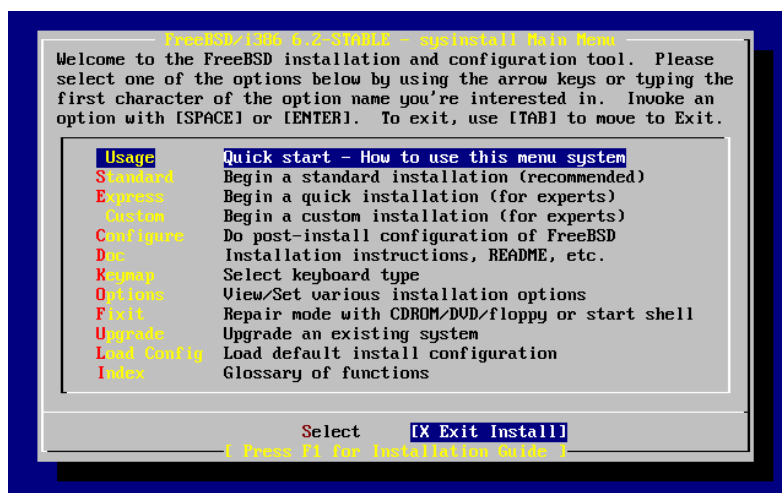 FreeBSD/i386 6.2-STABLE - sysinstall Main Menu
Welcome to the FreeBSD installation and configuration tool.  Please
select one of the options below by using the arrow keys or typing the
first character of the option name you're interested in.  Invoke an
option with [SPACE] or [ENTER].  To exit, use [TAB] to move to Exit.
Usage Quick start - How to use this menu system
Standard Begin a standard installation (recommended)
Express Begin a quick installation (for experts)
Custom Begin a custom installation (for experts)
Configure Do post-install configuration of FreeBSD
Doc Installation instructions, README, etc.
Keymap Select keyboard type
Options View/Set various installation options
Fixit Repair mode with CDROM/DVD/floppy or start shell
Upgrade Upgrade an existing system
Load Config Load default install configuration
Index Glossary of functions
Select [X Exit Install]
[ Press F1 for Installation Guide ]